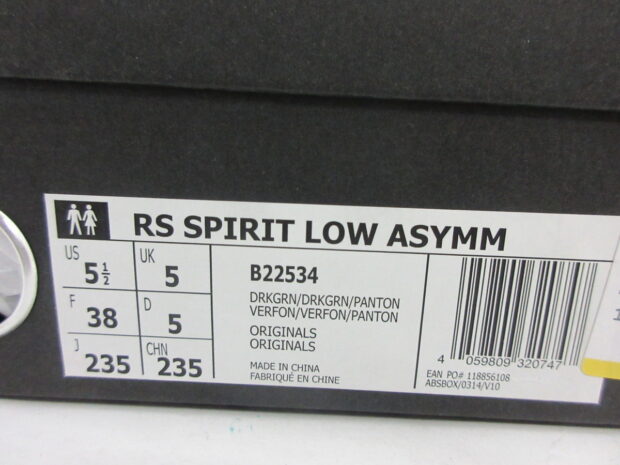 RS SPIRIT LOW ASYMM
US 5½
UK 5
F 38
D 5
J 235
CHN 235
B22534
DRKGRN/DRKGRN/PANTON
VERFON/VERFON/PANTON
ORIGINALS
ORIGINALS
MADE IN CHINA
FABRIQUÉ EN CHINE
4 059809 320747
EAN PO# 118856108
ABSBOX/0314/V10